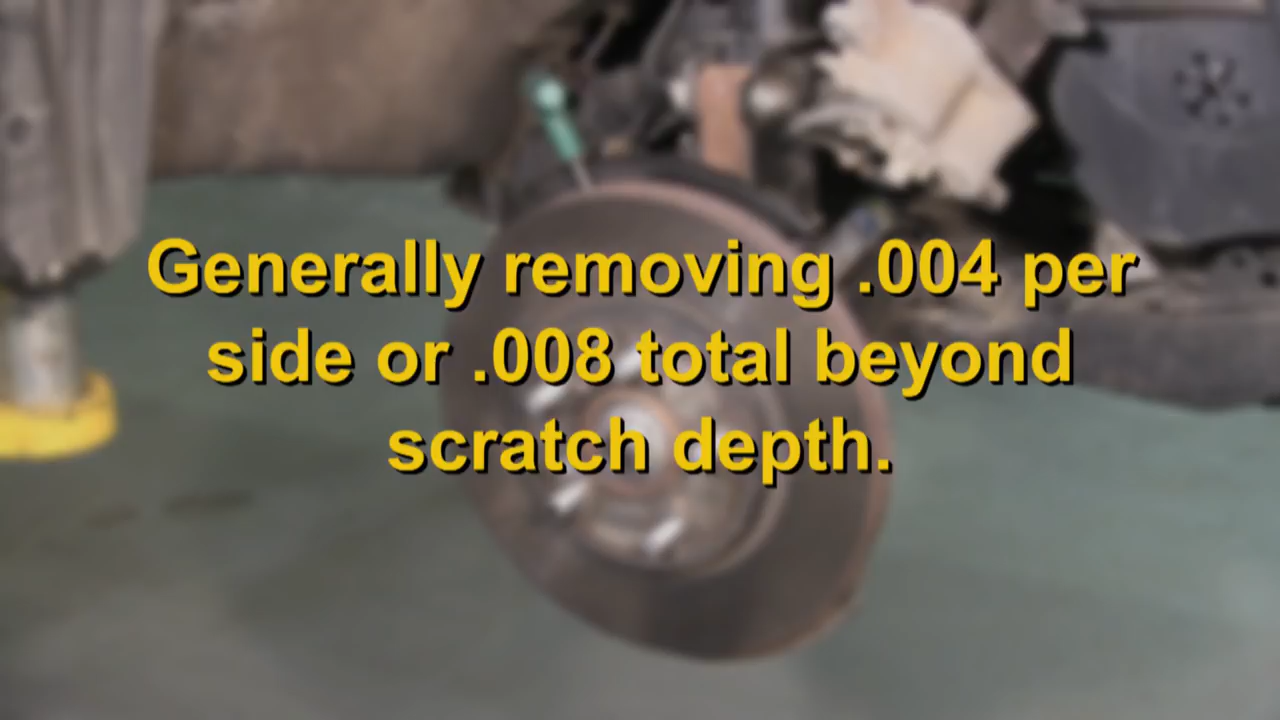 Generally removing .004 per
side or .008 total beyond
scratch depth.